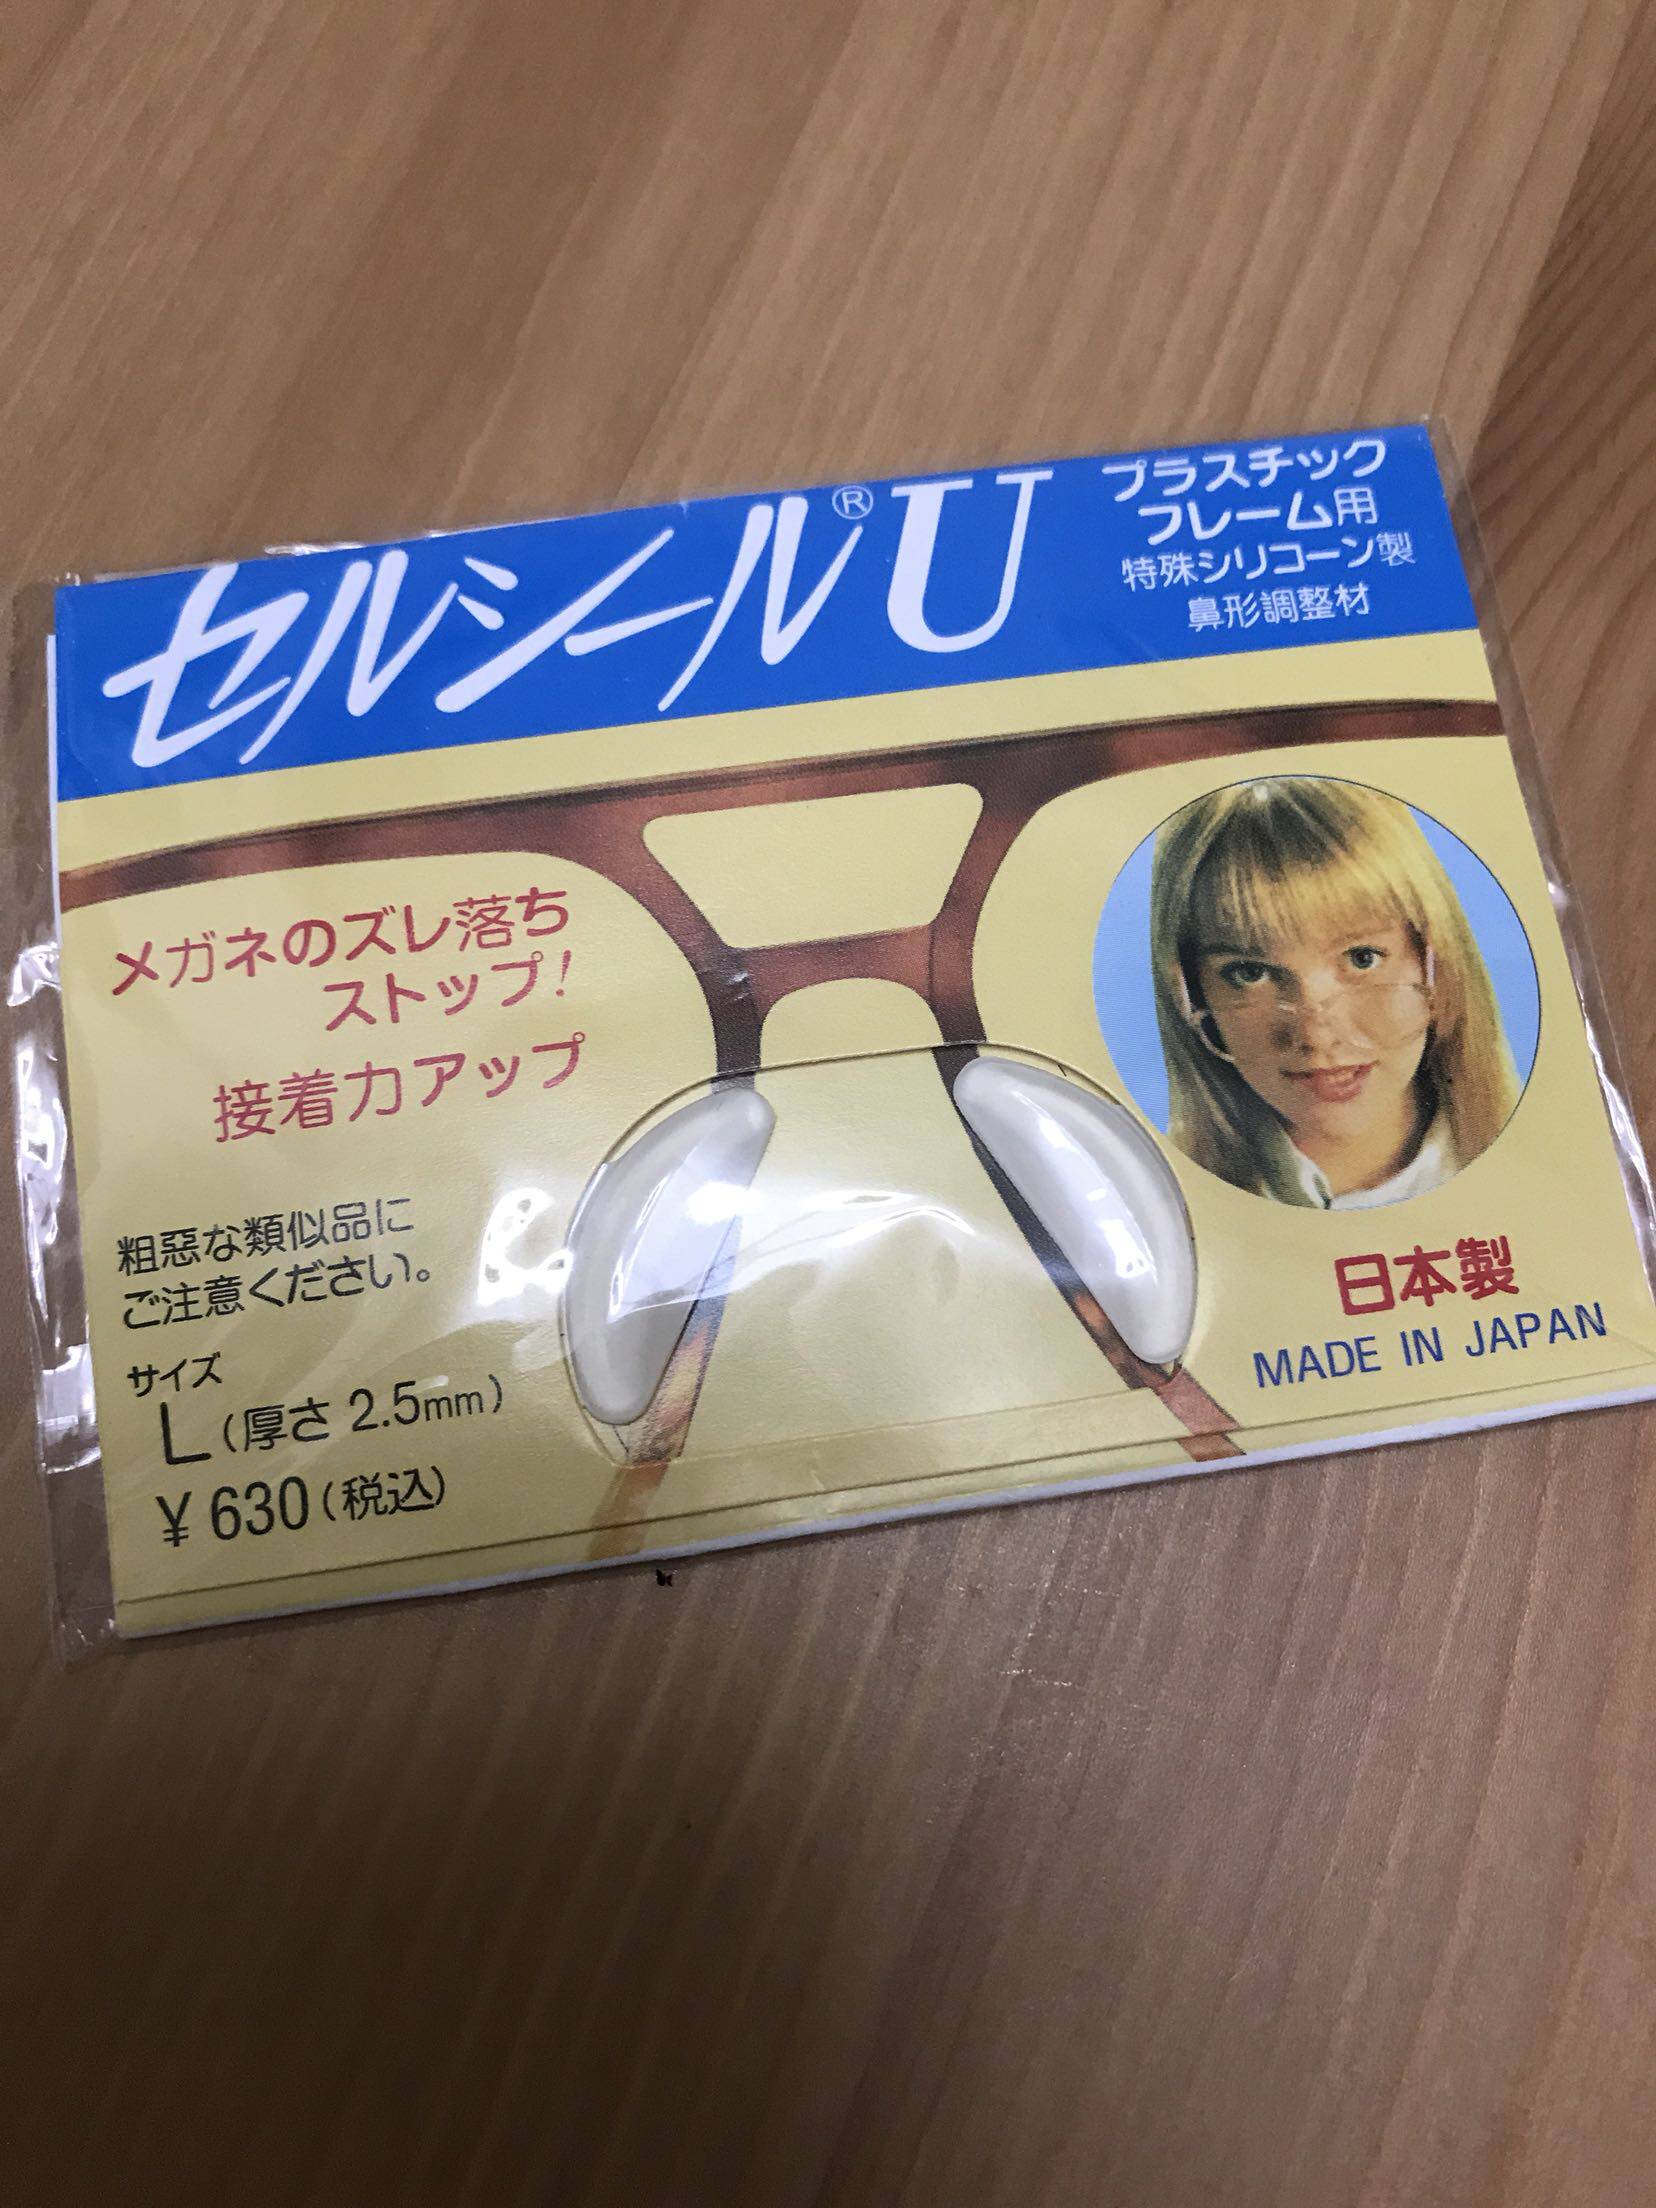 セルシール®U
プラスチック
フレーム用
特殊シリコーン製
鼻形調整材
メガネのズレ落ち
ストップ!
接着力アップ
粗惡な類似品に
ご注意ください。
サイズ
L(厚さ 2.5mm)
¥630(税込)
日本製
MADE IN JAPAN